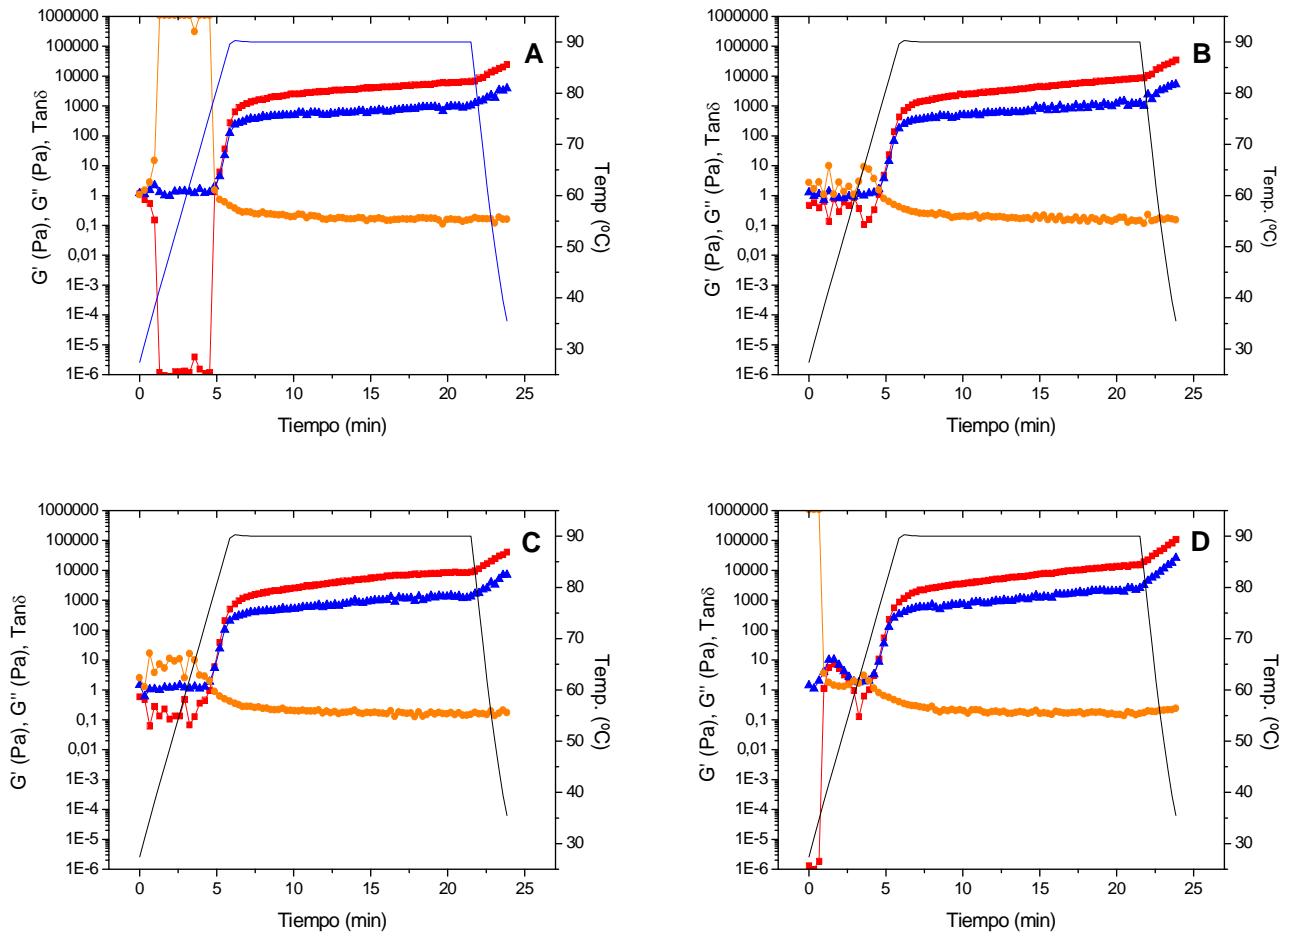 A
G' (Pa), G'' (Pa), Tanδ
1000000
100000
10000
1000
100
10
1
0,1
0,01
1E-3
1E-4
1E-5
1E-6
0 5 10 15 20 25
Tiempo (min)
90
80
70
60
50
40
30
Temp (ºC)
B
G' (Pa), G'' (Pa), Tanδ
1000000
100000
10000
1000
100
10
1
0,1
0,01
1E-3
1E-4
1E-5
1E-6
0 5 10 15 20 25
Tiempo (min)
90
80
70
60
50
40
30
Temp. (ºC)
C
G' (Pa), G'' (Pa), Tanδ
1000000
100000
10000
1000
100
10
1
0,1
0,01
1E-3
1E-4
1E-5
1E-6
0 5 10 15 20 25
Tiempo (min)
90
80
70
60
50
40
30
Temp. (ºC)
D
G' (Pa), G'' (Pa), Tanδ
1000000
100000
10000
1000
100
10
1
0,1
0,01
1E-3
1E-4
1E-5
1E-6
0 5 10 15 20 25
Tiempo (min)
90
80
70
60
50
40
30
Temp. (ºC)